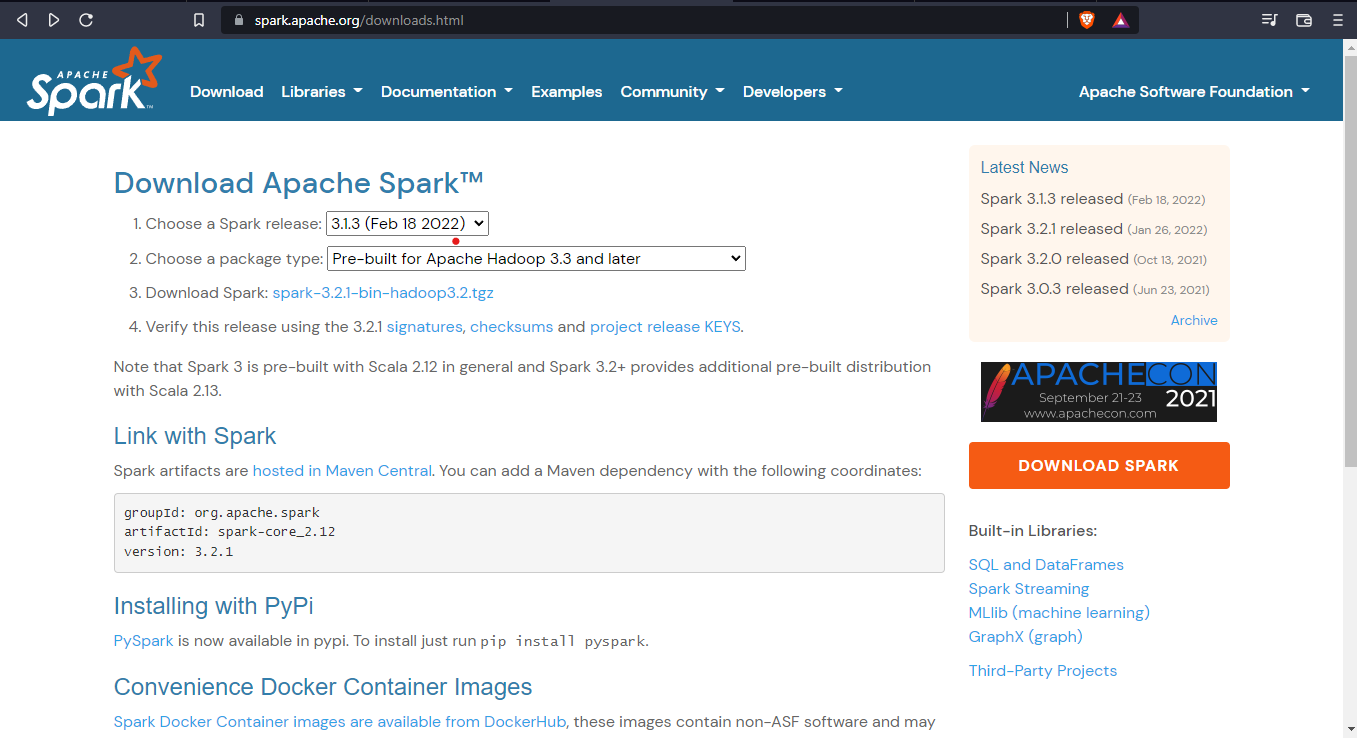 spark.apache.org/downloads.html
APACHE
Spark™
Download
Libraries
Documentation
Examples
Community
Developers
Apache Software Foundation
Download Apache Spark™
1. Choose a Spark release: 3.1.3 (Feb 18 2022)
2. Choose a package type: Pre-built for Apache Hadoop 3.3 and later
3. Download Spark: spark-3.2.1-bin-hadoop3.2.tgz
4. Verify this release using the 3.2.1 signatures, checksums and project release KEYS.
Note that Spark 3 is pre-built with Scala 2.12 in general and Spark 3.2+ provides additional pre-built distribution
with Scala 2.13.
Link with Spark
Spark artifacts are hosted in Maven Central. You can add a Maven dependency with the following coordinates:
groupId: org.apache.spark
artifactId: spark-core_2.12
version: 3.2.1
Installing with PyPi
PySpark is now available in pypi. To install just run pip install pyspark.
Convenience Docker Container Images
Spark Docker Container images are available from DockerHub, these images contain non-ASF software and may
Latest News
Spark 3.1.3 released (Feb 18, 2022)
Spark 3.2.1 released (Jan 26, 2022)
Spark 3.2.0 released (Oct 13, 2021)
Spark 3.0.3 released (Jun 23, 2021)
Archive
APACHECON
September 21-23 2021
www.apachecon.com
DOWNLOAD SPARK
Built-in Libraries:
SQL and DataFrames
Spark Streaming
MLlib (machine learning)
GraphX (graph)
Third-Party Projects